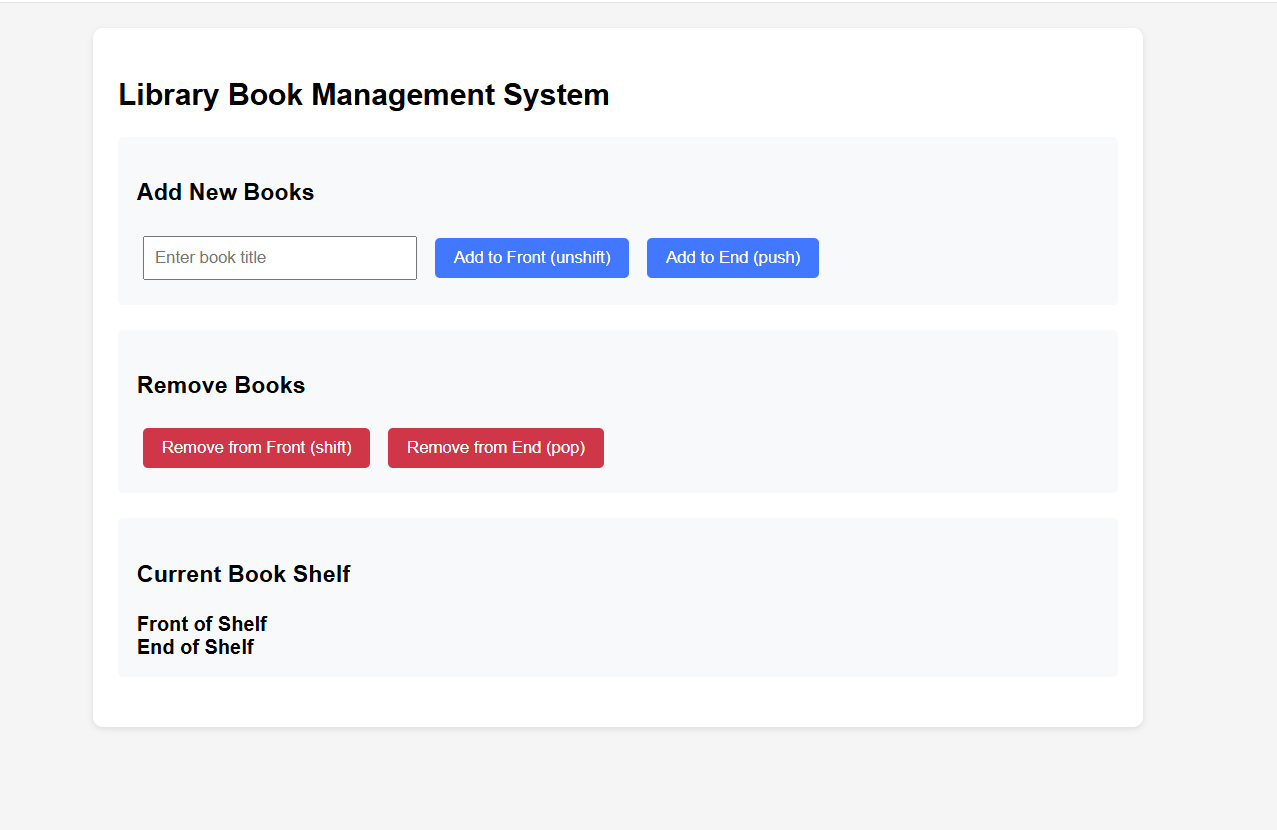 Library Book Management System
Add New Books
Enter book title Add to Front (unshift) Add to End (push)
Remove Books
Remove from Front (shift) Remove from End (pop)
Current Book Shelf
Front of Shelf
End of Shelf